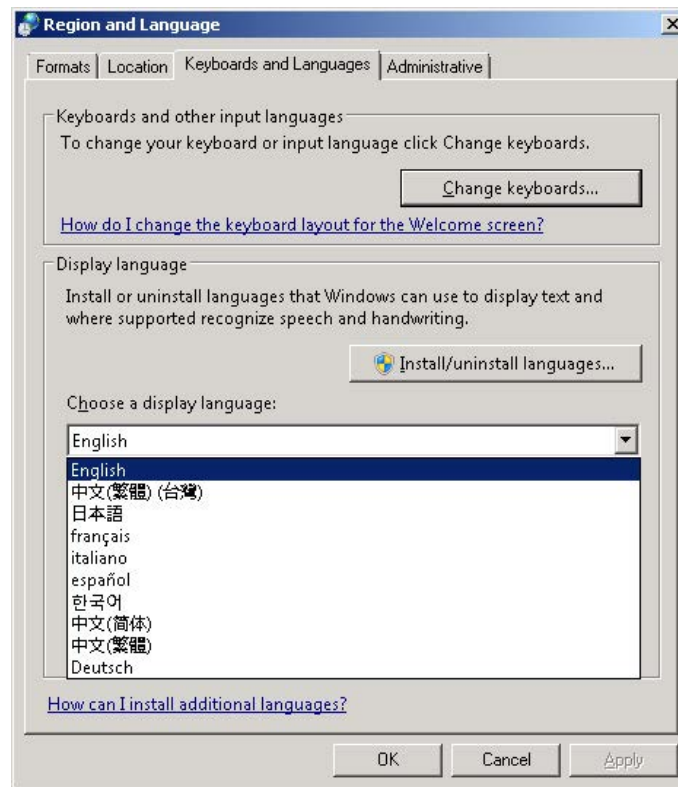 Region and Language
Formats Location Keyboards and Languages Administrative
Keyboards and other input languages
To change your keyboard or input language click Change keyboards.
Change keyboards...
How do I change the keyboard layout for the Welcome screen?
Display language
Install or uninstall languages that Windows can use to display text and
where supported recognize speech and handwriting.
Install/uninstall languages...
Choose a display language:
English
English
中文(繁體) (台灣)
日本語
français
italiano
español
한국어
中文(简体)
中文(繁體)
Deutsch
How can I install additional languages?
OK Cancel Apply